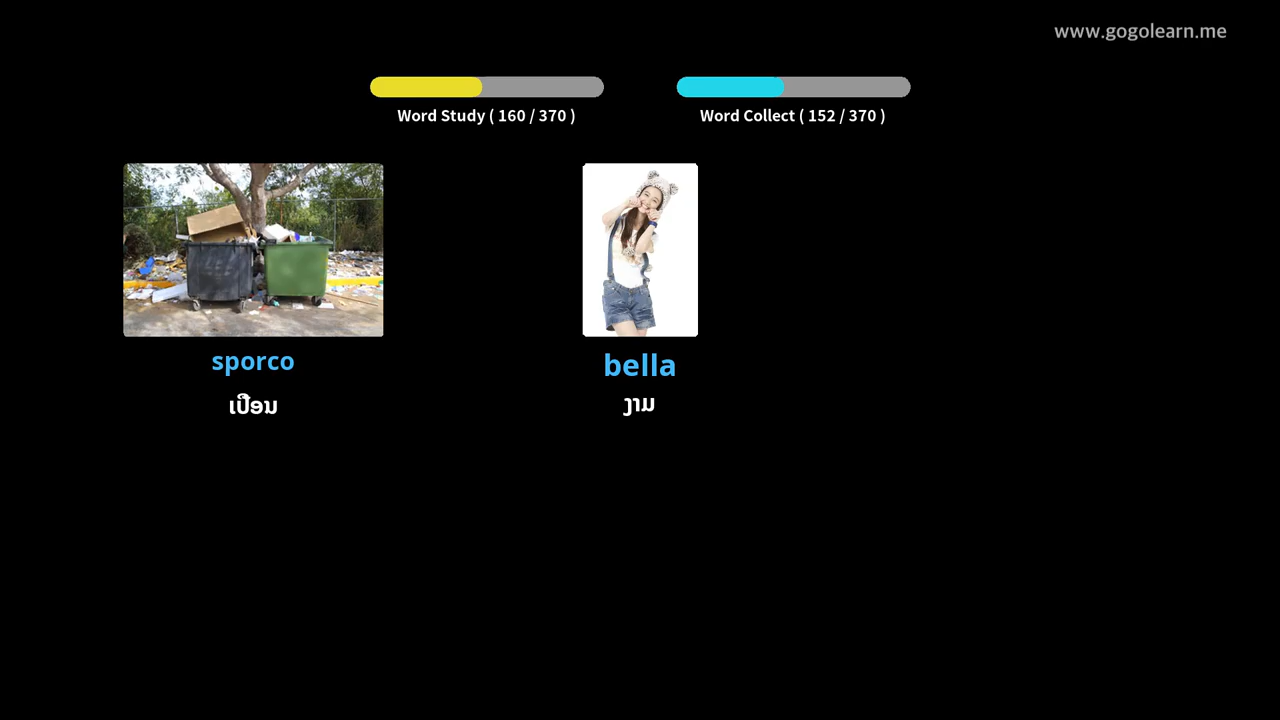 www.gogolearn.me
Word Study ( 160 / 370 )
Word Collect ( 152 / 370 )
sporco
ເປື້ອນ
bella
ງາມ